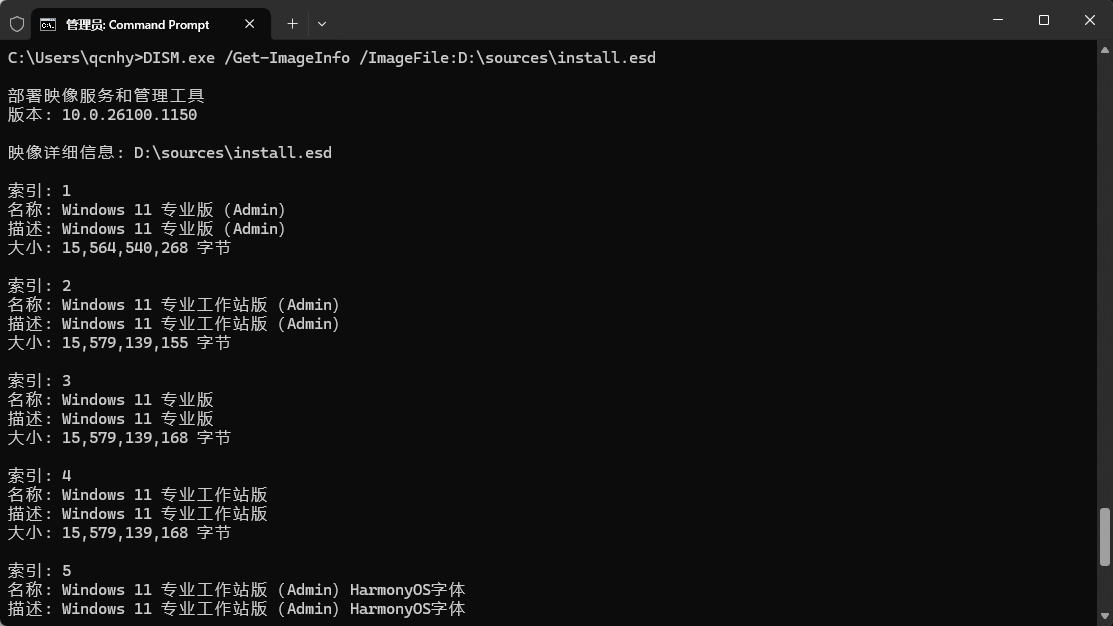 管理员: Command Prompt
C:\Users\qcnhy>DISM.exe /Get-ImageInfo /ImageFile:D:\sources\install.esd
部署映像服务和管理工具
版本: 10.0.26100.1150
映像详细信息: D:\sources\install.esd
索引: 1
名称: Windows 11 专业版 (Admin)
描述: Windows 11 专业版 (Admin)
大小: 15,564,540,268 字节
索引: 2
名称: Windows 11 专业工作站版 (Admin)
描述: Windows 11 专业工作站版 (Admin)
大小: 15,579,139,155 字节
索引: 3
名称: Windows 11 专业版
描述: Windows 11 专业版
大小: 15,579,139,168 字节
索引: 4
名称: Windows 11 专业工作站版
描述: Windows 11 专业工作站版
大小: 15,579,139,168 字节
索引: 5
名称: Windows 11 专业工作站版 (Admin) HarmonyOS字体
描述: Windows 11 专业工作站版 (Admin) HarmonyOS字体